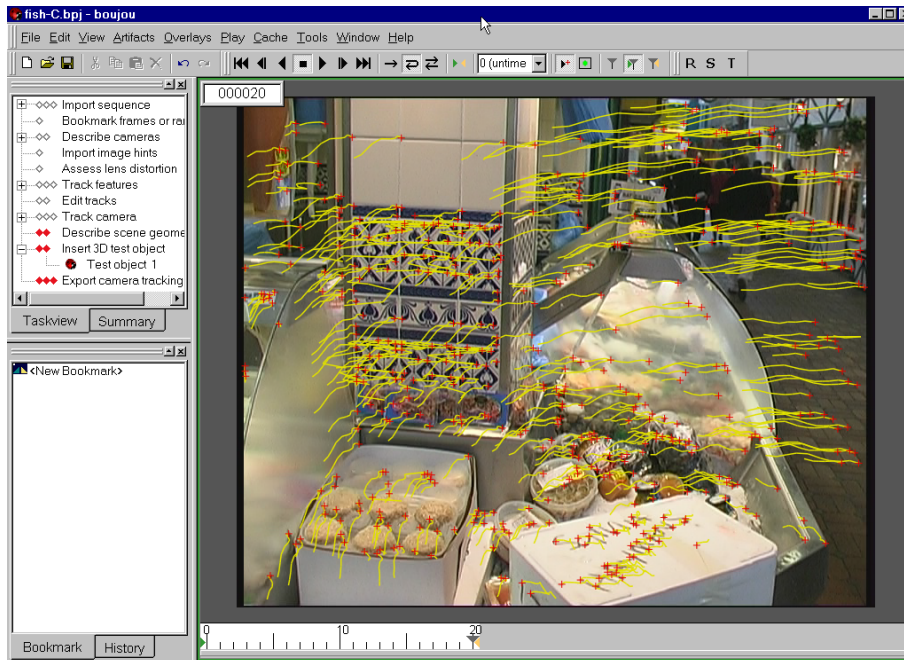 fish-C.bpj - boujou
File Edit View Artifacts Overlays Play Cache Tools Window Help
0 (untime
R S T
000020
Import sequence
Bookmark frames or ra
Describe cameras
Import image hints
Assess lens distortion
Track features
Edit tracks
Track camera
Describe scene geome
Insert 3D test object
Test object 1
Export camera tracking
Taskview Summary
<New Bookmark>
Bookmark History
0 10 20